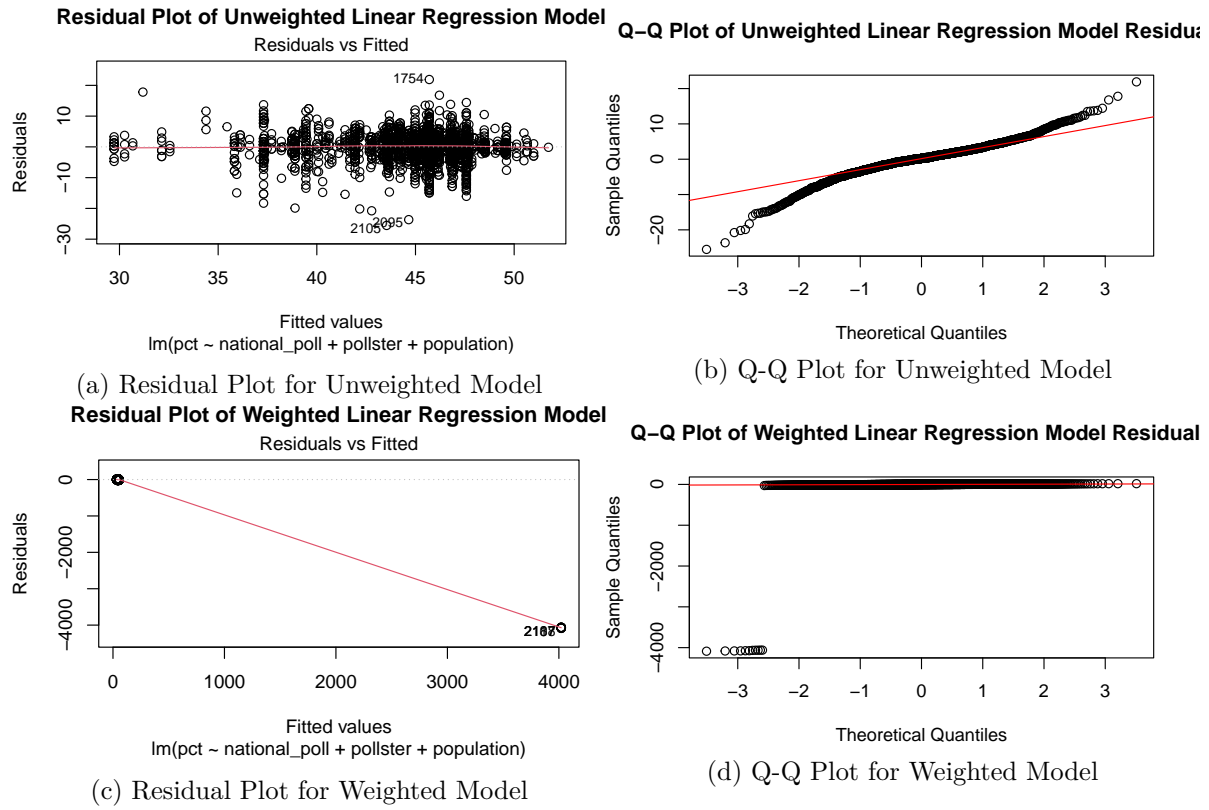 Residual Plot of Unweighted Linear Regression Model
Residuals vs Fitted
1754
2095
2105
10
-10
-30
Residuals
30 35 40 45 50
Fitted values
lm(pct ~ national_poll + pollster + population)
(a) Residual Plot for Unweighted Model
Q-Q Plot of Unweighted Linear Regression Model Residua
10
0
-20
Sample Quantiles
-3 -2 -1 0 1 2 3
Theoretical Quantiles
(b) Q-Q Plot for Unweighted Model
Residual Plot of Weighted Linear Regression Model
Residuals vs Fitted
0
-2000
-4000
Residuals
0 1000 2000 3000 4000
Fitted values
lm(pct ~ national_poll + pollster + population)
(c) Residual Plot for Weighted Model
Q-Q Plot of Weighted Linear Regression Model Residual
0
-2000
-4000
Sample Quantiles
-3 -2 -1 0 1 2 3
Theoretical Quantiles
(d) Q-Q Plot for Weighted Model